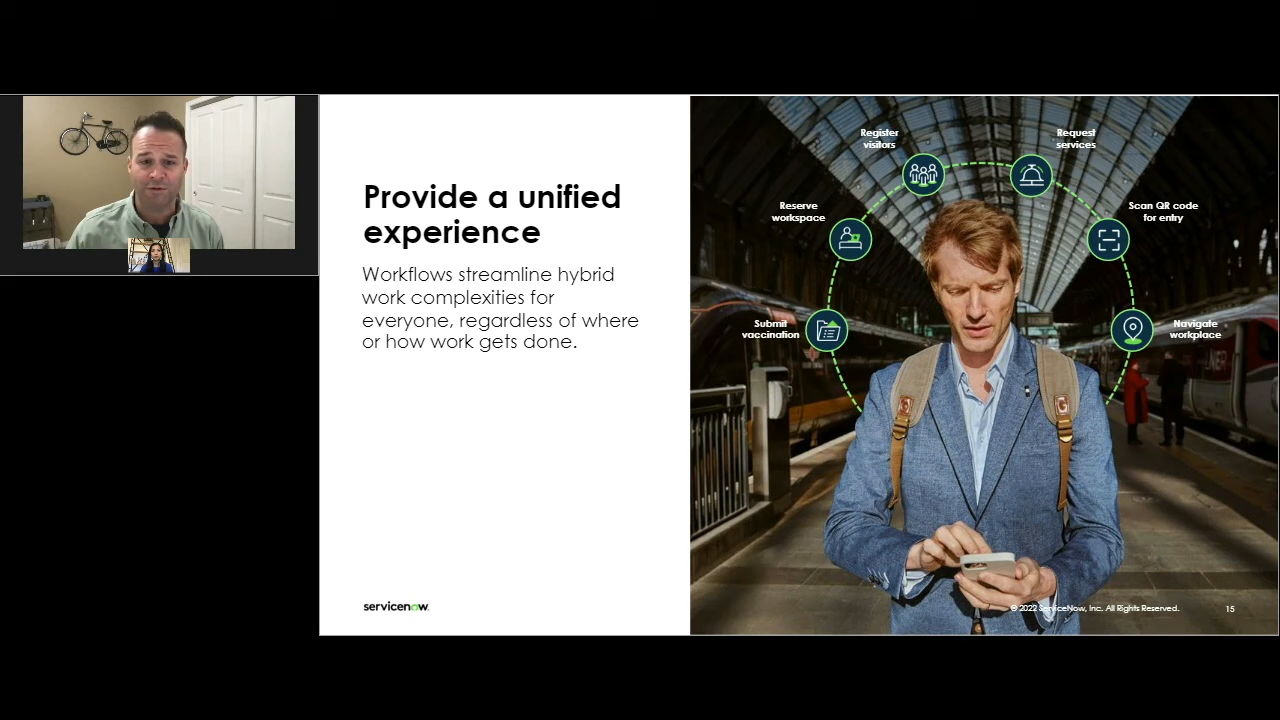 Provide a unified
experience
Workflows streamline hybrid
work complexities for
everyone, regardless of where
or how work gets done.
servicenow.
Register
visitors
Request
services
Reserve
workspace
Scan QR code
for entry
Submit
vaccination
Navigate
workplace
© 2022 ServiceNow, Inc. All Rights Reserved.
15